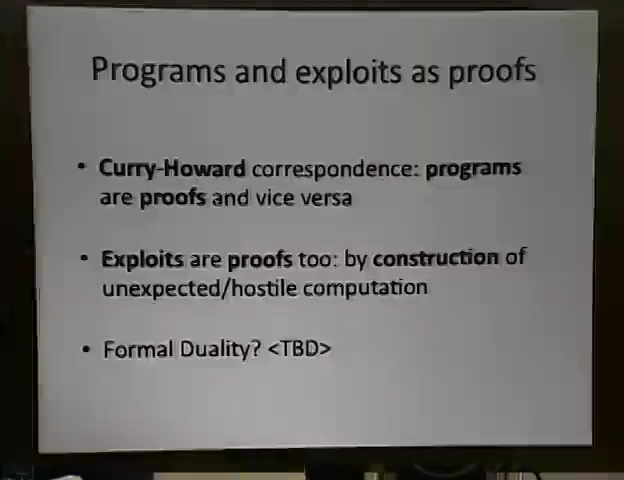 Programs and exploits as proofs
• Curry-Howard correspondence: programs
are proofs and vice versa
• Exploits are proofs too: by construction of
unexpected/hostile computation
• Formal Duality? <TBD>